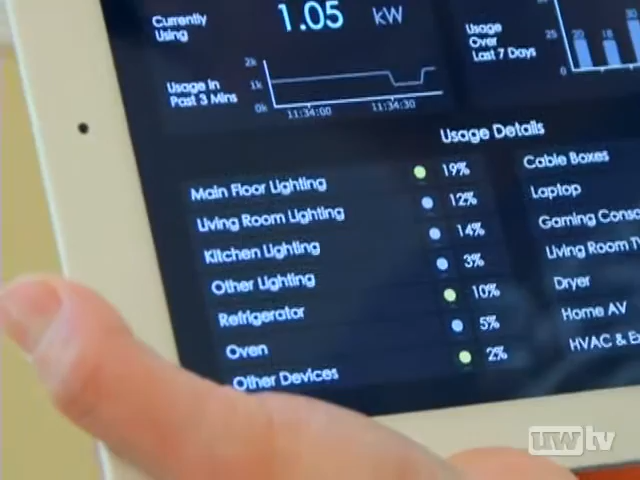 Currently Using
1.05 kW
Usage in Past 3 Mins
2k
1k
0k
11:34:00 11:34:30
Usage Over Last 7 Days
25
0
20 18
Usage Details
Main Floor Lighting 19%
Living Room Lighting 12%
Kitchen Lighting 14%
Other Lighting 3%
Refrigerator 10%
Oven 5%
Other Devices 2%
Cable Boxes
Laptop
Gaming
Living Room
Dryer
Home AV
HVAC &
uwtv